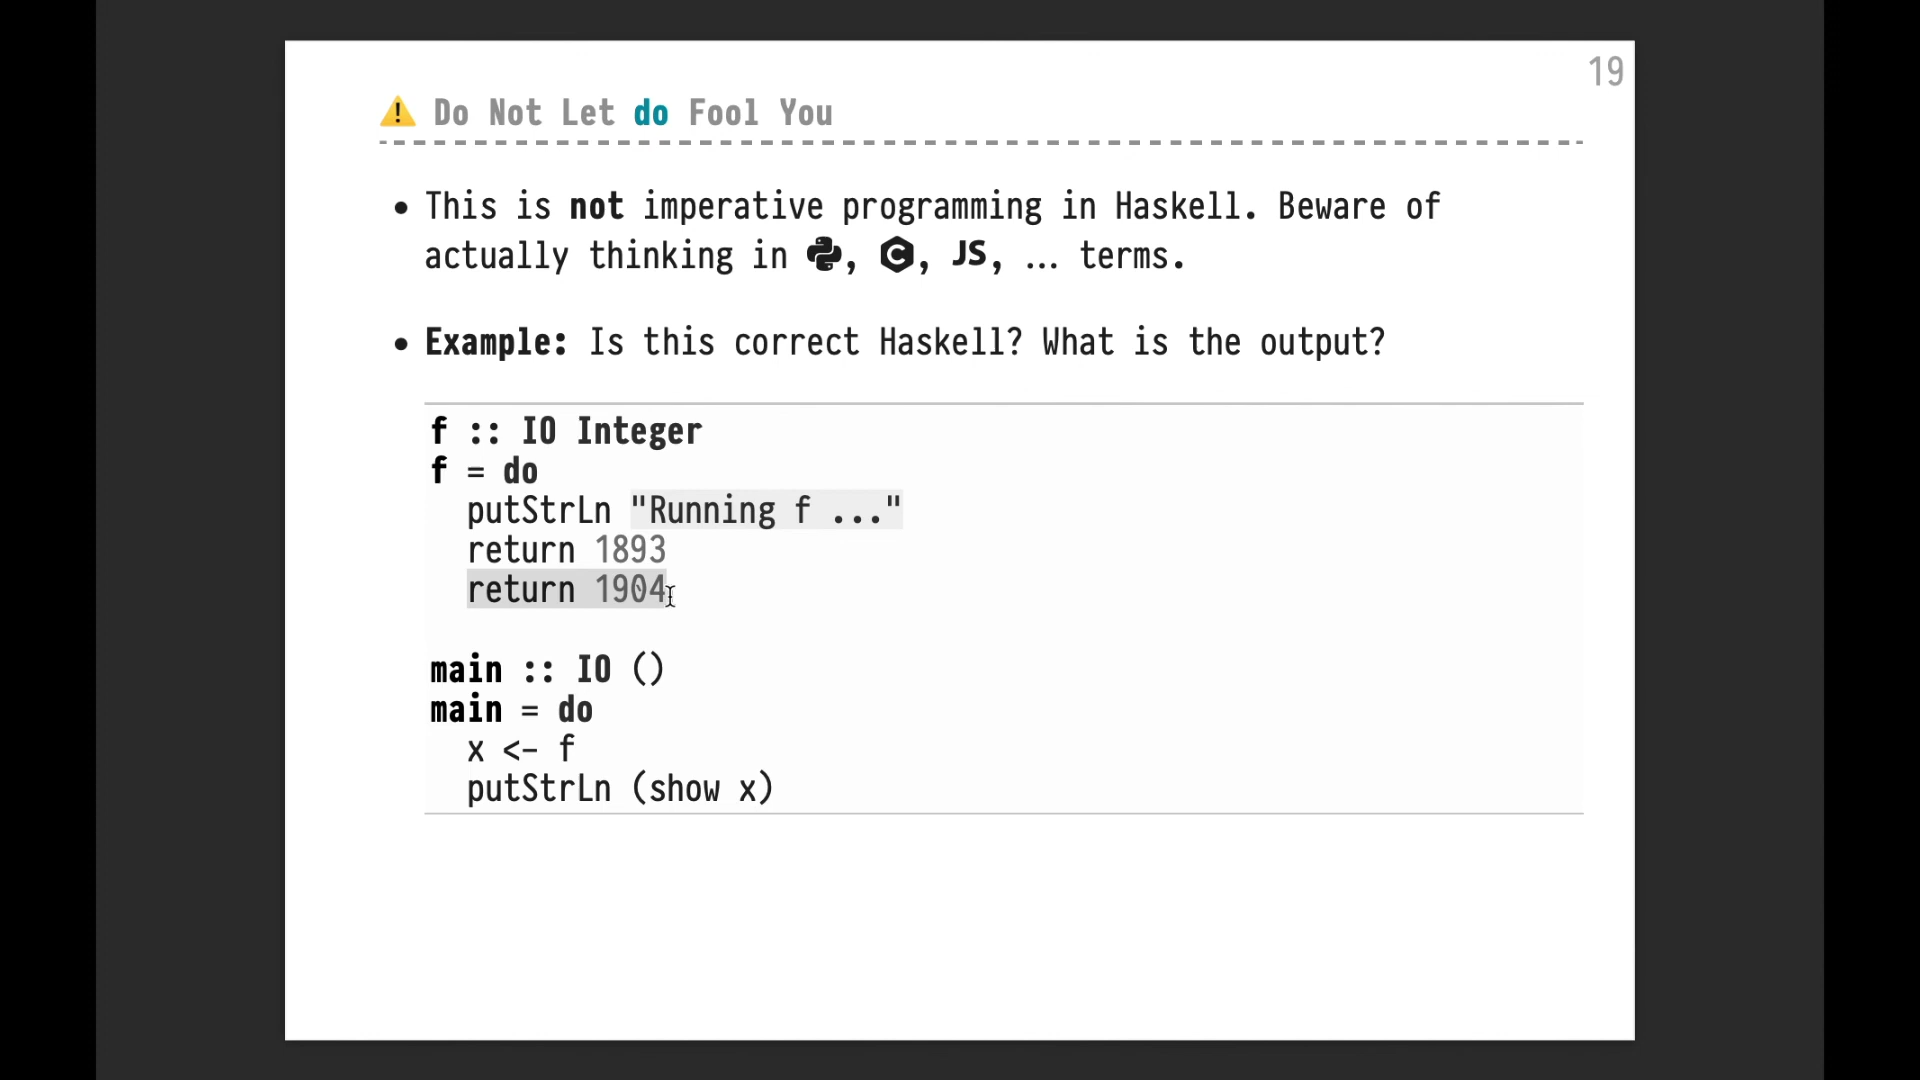 19
⚠ Do Not Let do Fool You
• This is not imperative programming in Haskell. Beware of
actually thinking in , C, JS, … terms.
• Example: Is this correct Haskell? What is the output?
f :: IO Integer
f = do
  putStrLn "Running f ..."
  return 1893
  return 1904
main :: IO ()
main = do
  x <- f
  putStrLn (show x)